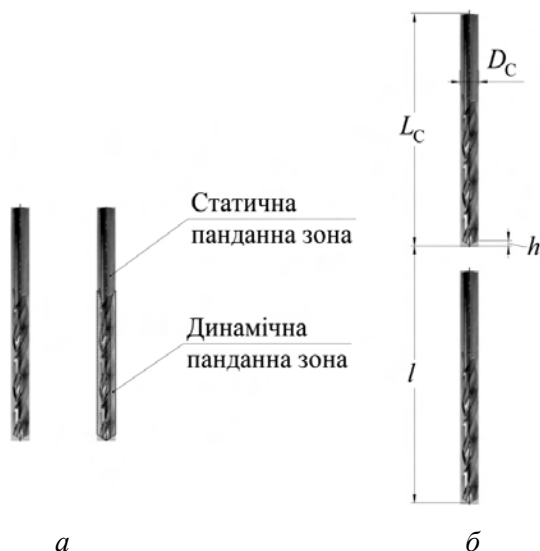 D_C
L_C
Статична
панданна зона
h
Динамічна
панданна зона
l
а
б